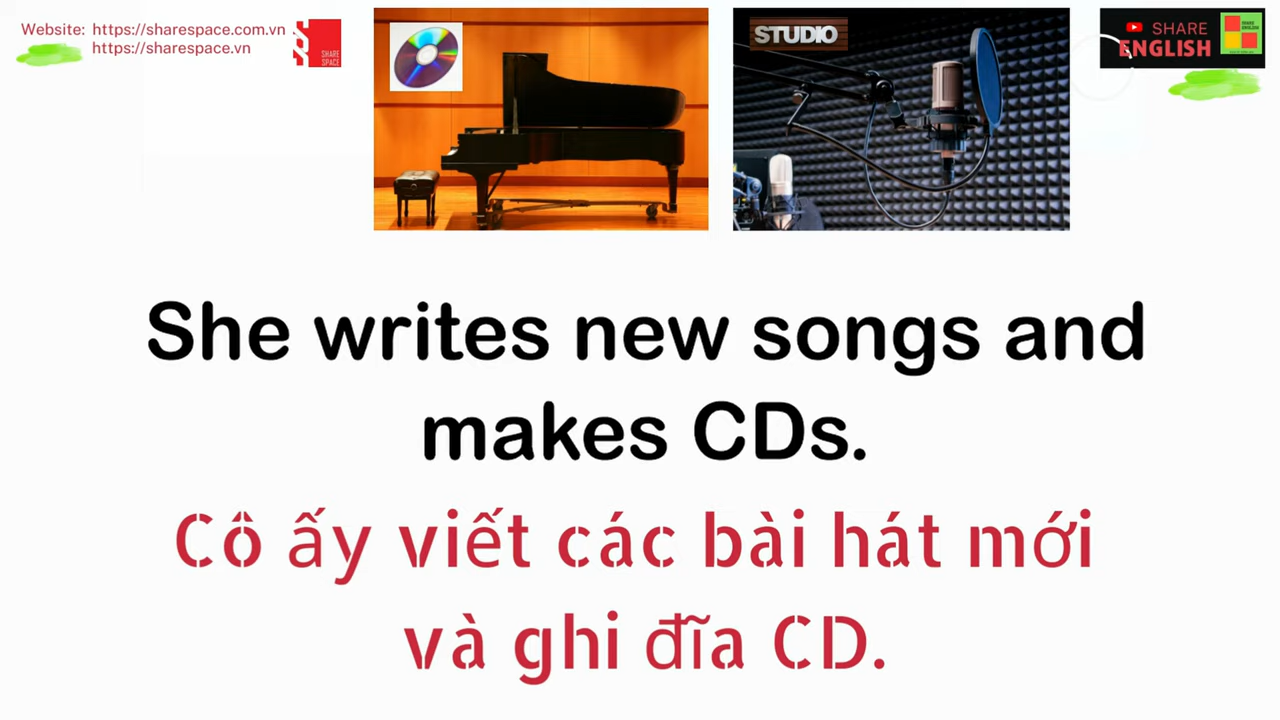 Website: https://sharespace.com.vn
https://sharespace.vn
SHARE
SPACE
STUDIO
SHARE
ENGLISH
She writes new songs and
makes CDs.
Cô ấy viết các bài hát mới
và ghi đĩa CD.